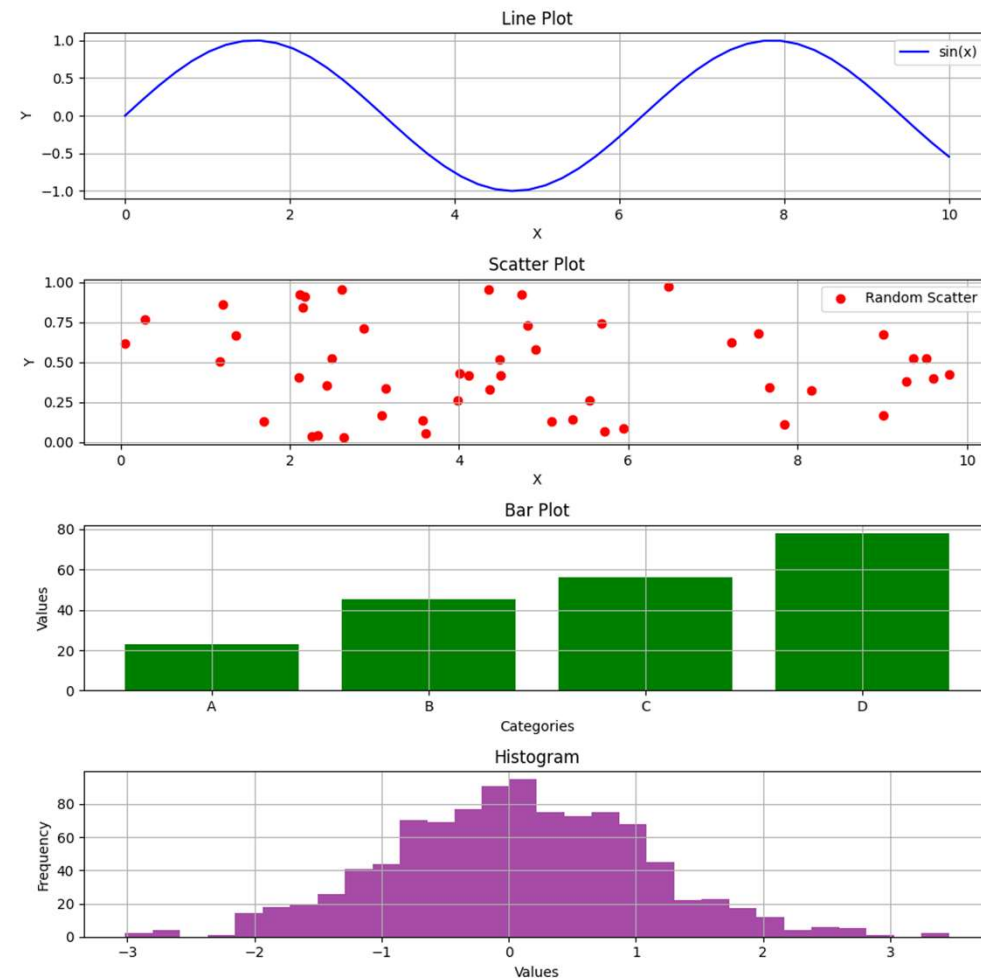 Line Plot
1.0
0.5
0.0
−0.5
−1.0
Y
sin(x)
0 2 4 6 8 10
X
Scatter Plot
1.00
0.75
0.50
0.25
0.00
Y
Random Scatter
0 2 4 6 8 10
X
Bar Plot
80
60
40
20
0
Values
A B C D
Categories
Histogram
80
60
40
20
0
Frequency
−3 −2 −1 0 1 2 3
Values